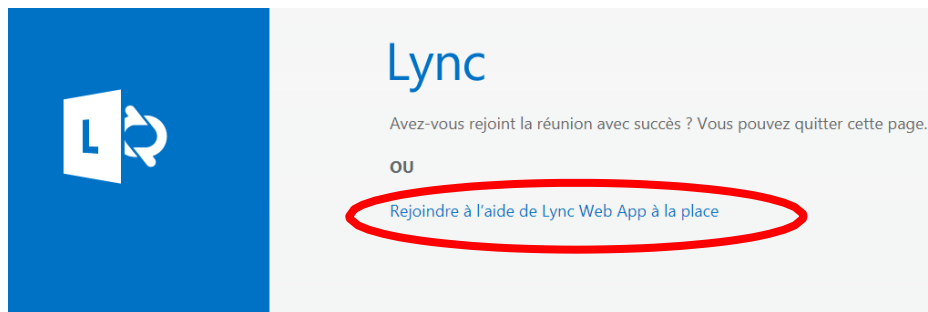 L
Lync
Avez-vous rejoint la réunion avec succès ? Vous pouvez quitter cette page.
OU
Rejoindre à l'aide de Lync Web App à la place